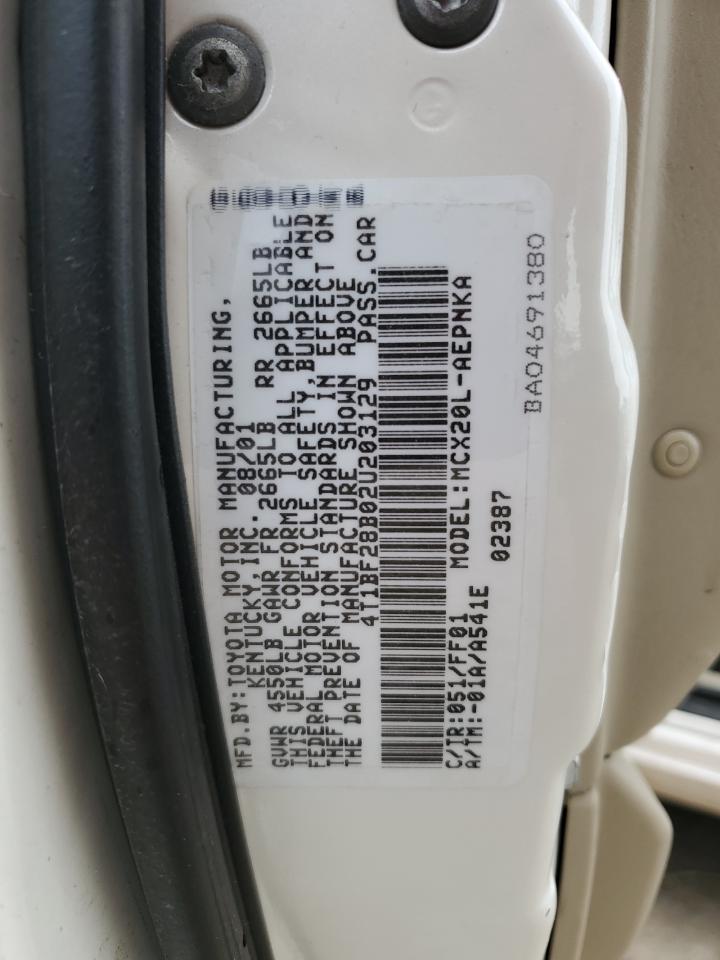 MFD.BY:TOYOTA MOTOR MANUFACTURING,
KENTUCKY, INC. 08/01
GVWR 4550LB GAWR FR 2665LB RR 2665LB
THIS VEHICLE CONFORMS TO ALL APPLICABLE
FEDERAL MOTOR VEHICLE SAFETY,BUMPER AND
THEFT PREVENTION STANDARDS IN EFFECT ON
THE DATE OF MANUFACTURE SHOWN ABOVE
4T1BF28B02U203129 PASS.CAR
C/TR:051/FF01 MODEL:MCX20L-AEPNKA
A/TM:-01A/A541E 02387
BA04691380